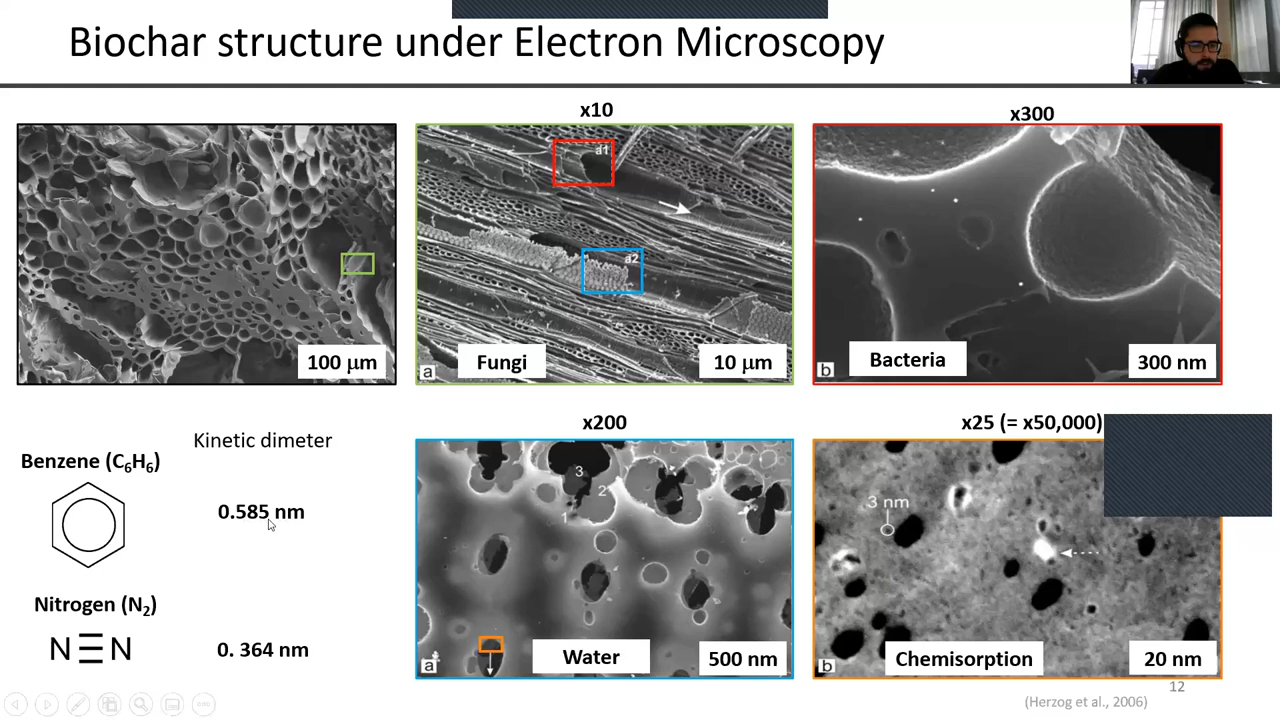 Biochar structure under Electron Microscopy
x10
x300
a1
a2
100 μm
Fungi
10 μm
a
Bacteria
300 nm
b
Kinetic dimeter
Benzene (C₆H₆)
0.585 nm
Nitrogen (N₂)
N≡N
0. 364 nm
x200
x25 (= x50,000)
3
2
1
Water
500 nm
a
3 nm
Chemisorption
20 nm
b
12
(Herzog et al., 2006)